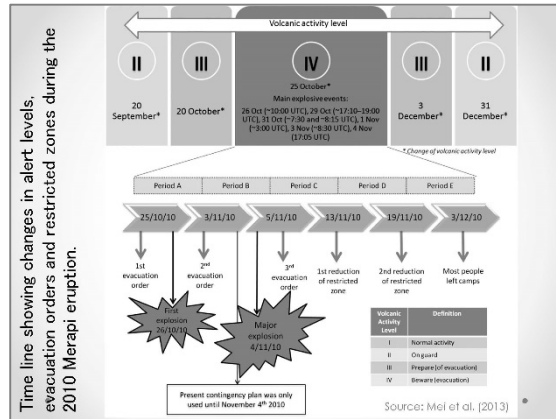 Time line showing changes in alert levels,
evacuation orders and restricted zones during the
2010 Merapi eruption.
Volcanic activity level
II
20
September*
III
20 October*
IV
25 October*
Main explosive events:
26 Oct (~10:00 UTC), 29 Oct (~17:10–19:00
UTC), 31 Oct (~7:30 and ~8:15 UTC), 1 Nov
(~3:00 UTC), 3 Nov (~8:30 UTC), 4 Nov
(17:05 UTC)
III
3
December*
II
31
December*
* Change of volcanic activity level
Period A
Period B
Period C
Period D
Period E
25/10/10
3/11/10
5/11/10
13/11/10
19/11/10
3/12/10
1st
evacuation
order
2nd
evacuation
order
3rd
evacuation
order
1st reduction
of restricted
zone
2nd reduction
of restricted
zone
Most people
left camps
First
explosion
26/10/10
Major
explosion
4/11/10
Present contingency plan was only
used until November 4th 2010
Volcanic
Activity
Level
Definition
I
Normal activity
II
On guard
III
Prepare (of evacuation)
IV
Beware (evacuation)
Source: Mei et al. (2013)